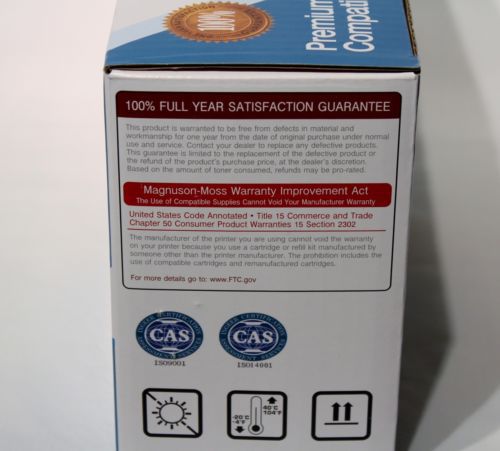 100%
Premium
Compati
100% FULL YEAR SATISFACTION GUARANTEE
This product is warranted to be free from defects in material and
workmanship for one year from the date of original purchase under normal
use and service. Contact your dealer to replace any defective products.
This guarantee is limited to the replacement of the defective product or
the refund of the product's purchase price, at the dealer's discretion.
Based on the amount of toner consumed, refunds may be pro-rated.
Magnuson-Moss Warranty Improvement Act
The Use of Compatible Supplies Cannot Void Your Manufacturer Warranty
United States Code Annotated • Title 15 Commerce and Trade
Chapter 50 Consumer Product Warranties 15 Section 2302
The manufacturer of the printer you are using cannot void the warranty
on your printer because you use a cartridge or refill kit manufactured by
someone other than the printer manufacturer. The prohibition includes the
use of compatible cartridges and remanufactured cartridges.
For more details go to: www.FTC.gov
CAS
CAS
ISO9001
ISO14001
40°C
104°F
-20°C
-4°F